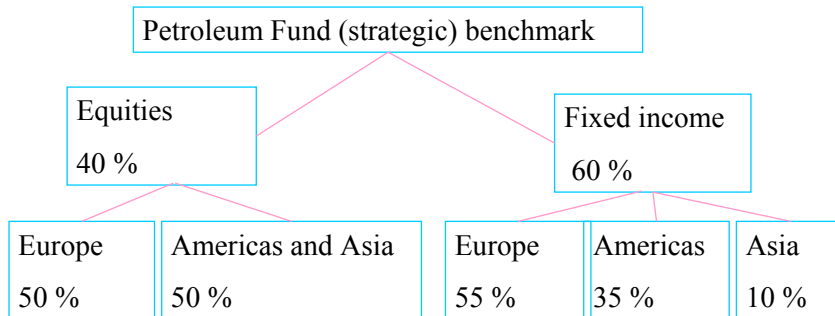 Petroleum Fund (strategic) benchmark
Equities
40 %
Fixed income
60 %
Europe
50 %
Americas and Asia
50 %
Europe
55 %
Americas
35 %
Asia
10 %